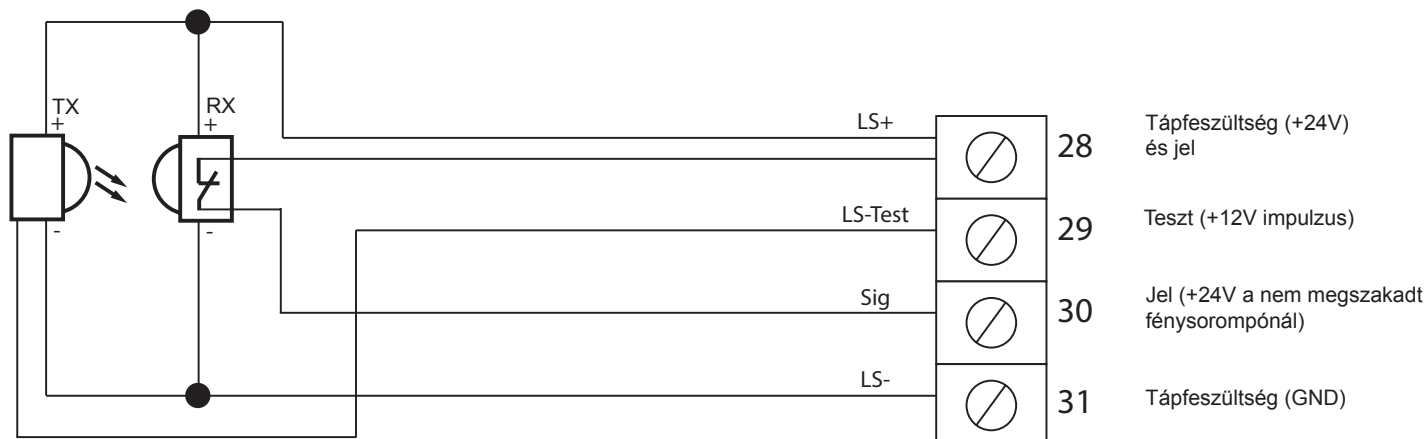 TX
+
-
RX
+
-
LS+
28
Tápfeszültség (+24V)
és jel
LS-Test
29
Teszt (+12V impulzus)
Sig
30
Jel (+24V a nem megszakadt
fénysorompónál)
LS-
31
Tápfeszültség (GND)